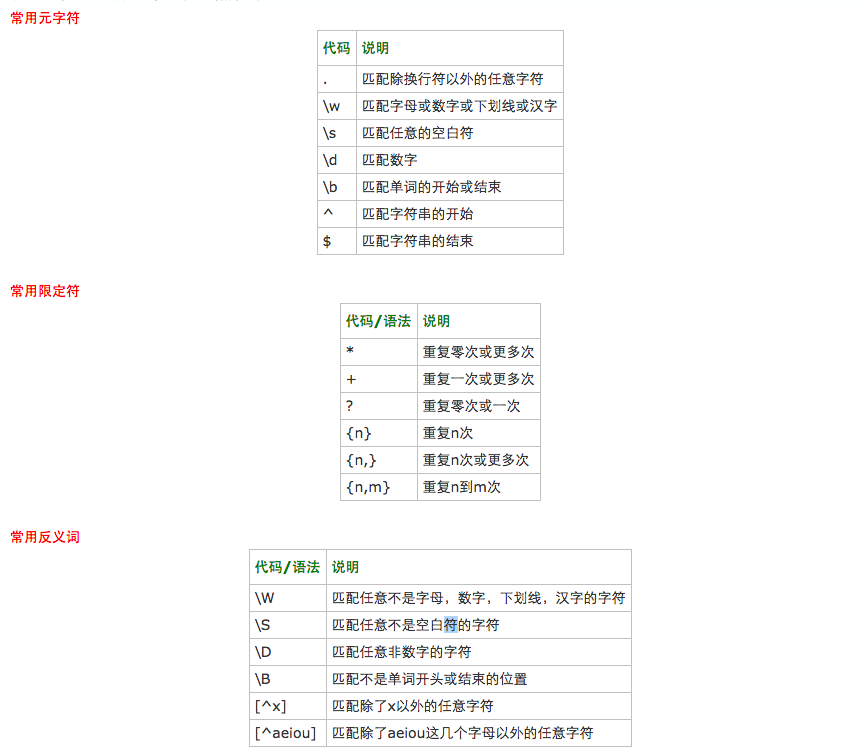 常用元字符
代码 说明
. 匹配除换行符以外的任意字符
\w 匹配字母或数字或下划线或汉字
\s 匹配任意的空白符
\d 匹配数字
\b 匹配单词的开始或结束
^ 匹配字符串的开始
$ 匹配字符串的结束
常用限定符
代码/语法 说明
* 重复零次或更多次
+ 重复一次或更多次
? 重复零次或一次
{n} 重复n次
{n,} 重复n次或更多次
{n,m} 重复n到m次
常用反义词
代码/语法 说明
\W 匹配任意不是字母，数字，下划线，汉字的字符
\S 匹配任意不是空白符的字符
\D 匹配任意非数字的字符
\B 匹配不是单词开头或结束的位置
[^x] 匹配除了x以外的任意字符
[^aeiou] 匹配除了aeiou这几个字母以外的任意字符